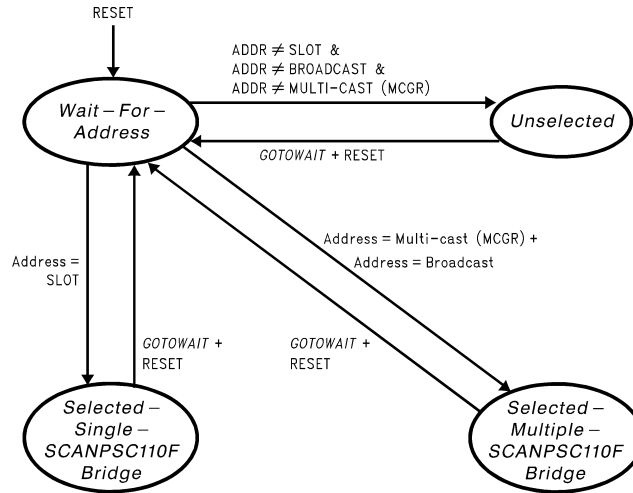 RESET
ADDR ≠ SLOT &
ADDR ≠ BROADCAST &
ADDR ≠ MULTI-CAST (MCGR)
Wait-For-
Address
Unselected
GOTOWAIT + RESET
Address = Multi-cast (MCGR) +
Address = Broadcast
Address =
SLOT
GOTOWAIT +
RESET
GOTOWAIT +
RESET
Selected-
Single-
SCANPSC110F
Bridge
Selected-
Multiple-
SCANPSC110F
Bridge